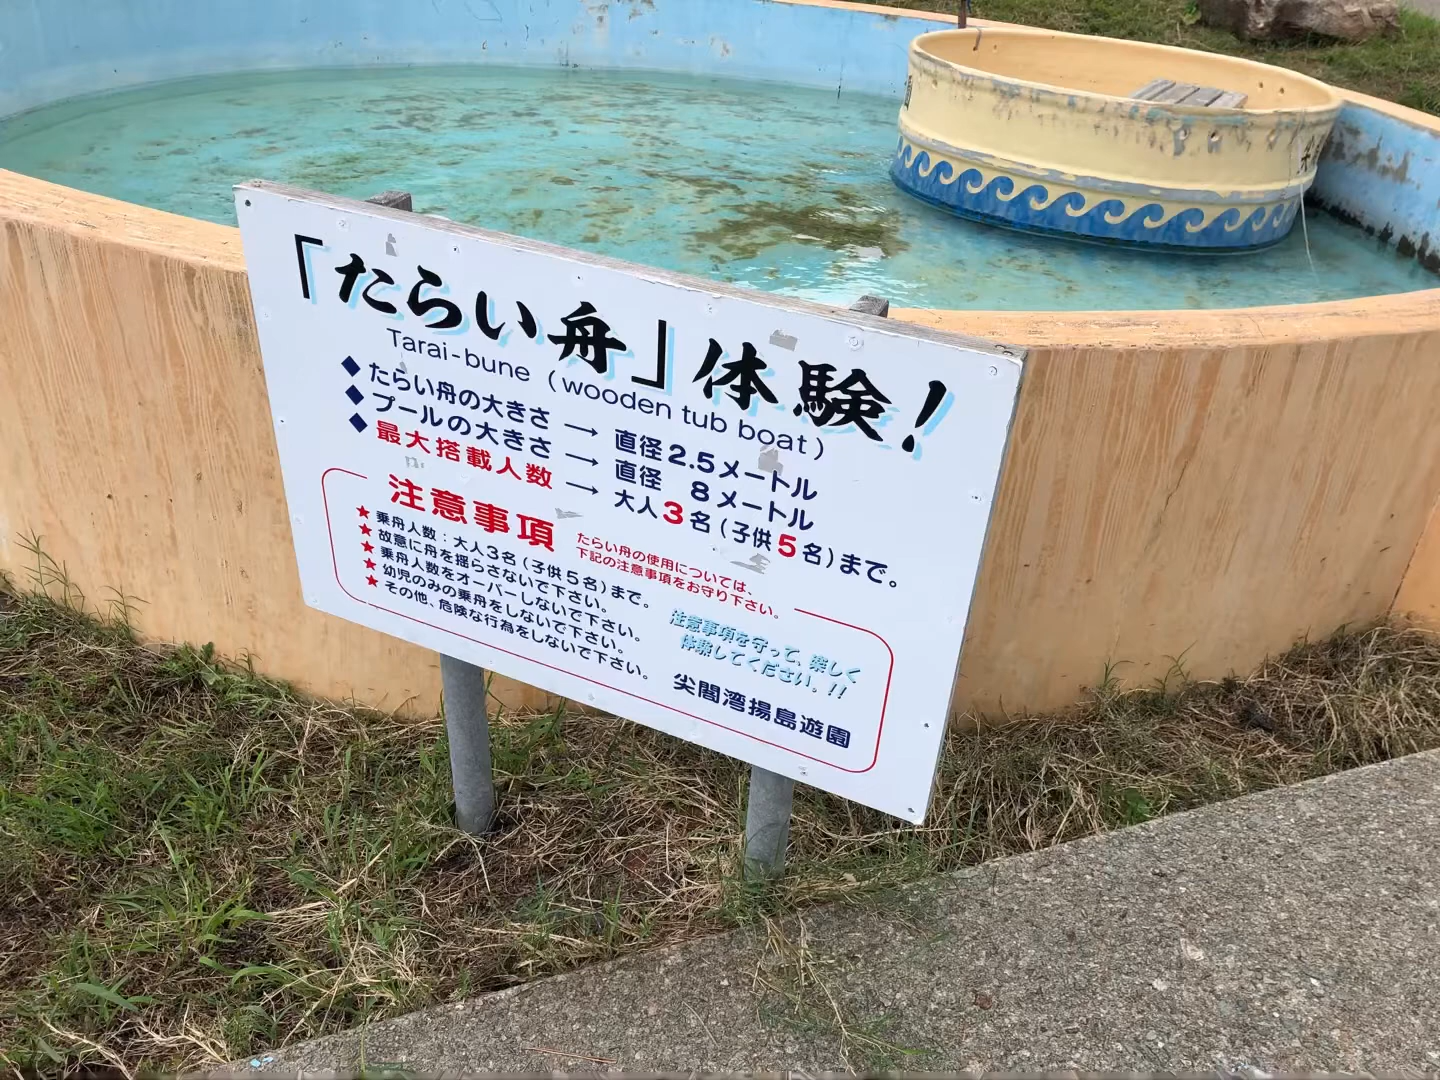 「たらい舟」体験！
Tarai-bune（wooden tub boat）
◆たらい舟の大きさ → 直径2.5メートル
◆プールの大きさ → 直径 8メートル
◆最大搭載人数 → 大人3名（子供5名）まで。
注意事項
たらい舟の使用については、
下記の注意事項をお守り下さい。
★乗舟人数：大人3名（子供5名）まで。
★故意に舟を揺らさないで下さい。
★乗舟人数をオーバーしないで下さい。
★幼児のみの乗舟をしないで下さい。
★その他、危険な行為をしないで下さい。
注意事項を守って、楽しく
体験してください。!!
尖閣湾揚島遊園